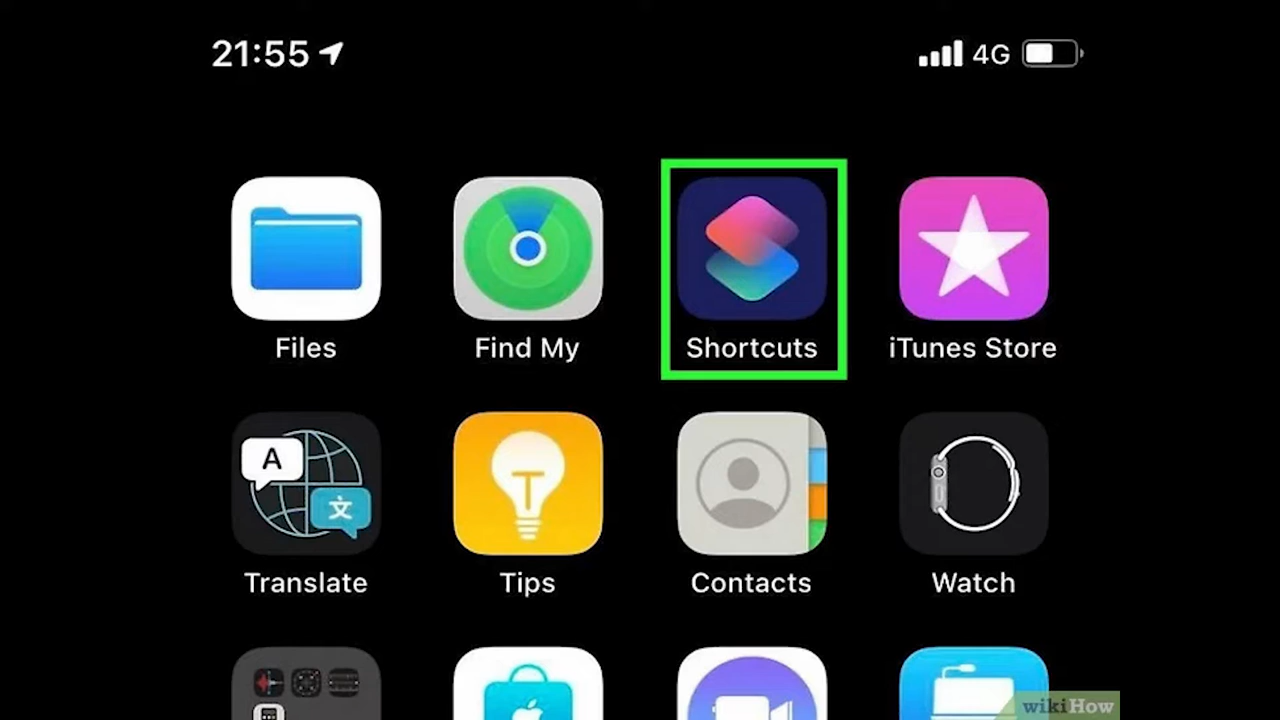 21:55 4G
Files Find My Shortcuts iTunes Store
A 文
Translate Tips Contacts Watch
wikiHow